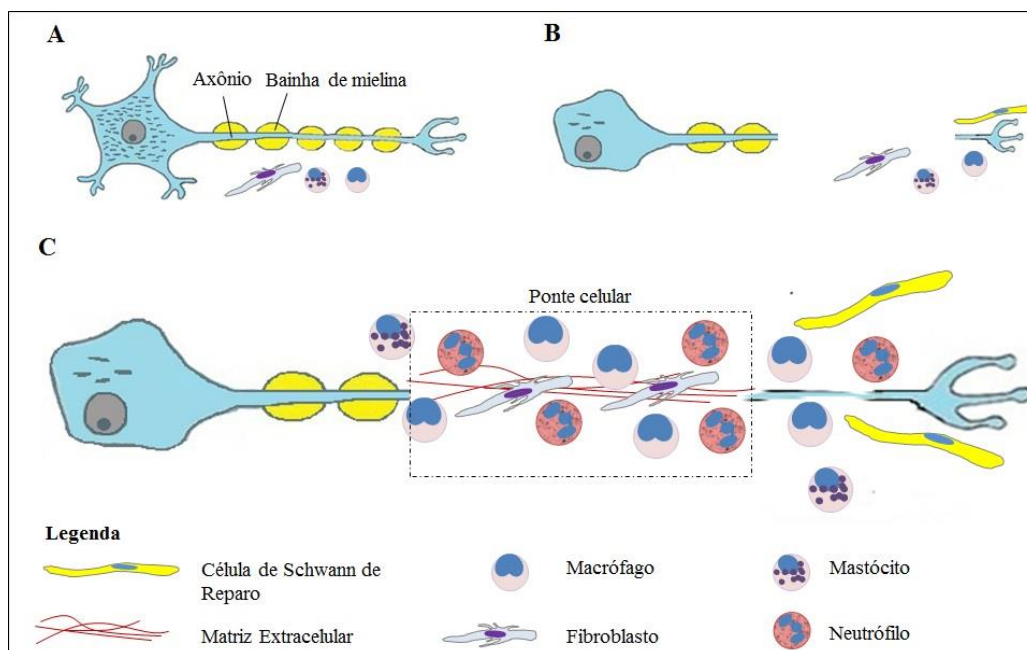 A
B
Axônio
Bainha de mielina
C
Ponte celular
Legenda
Célula de Schwann de
Reparo
Macrófago
Mastócito
Matriz Extracelular
Fibroblasto
Neutrófilo